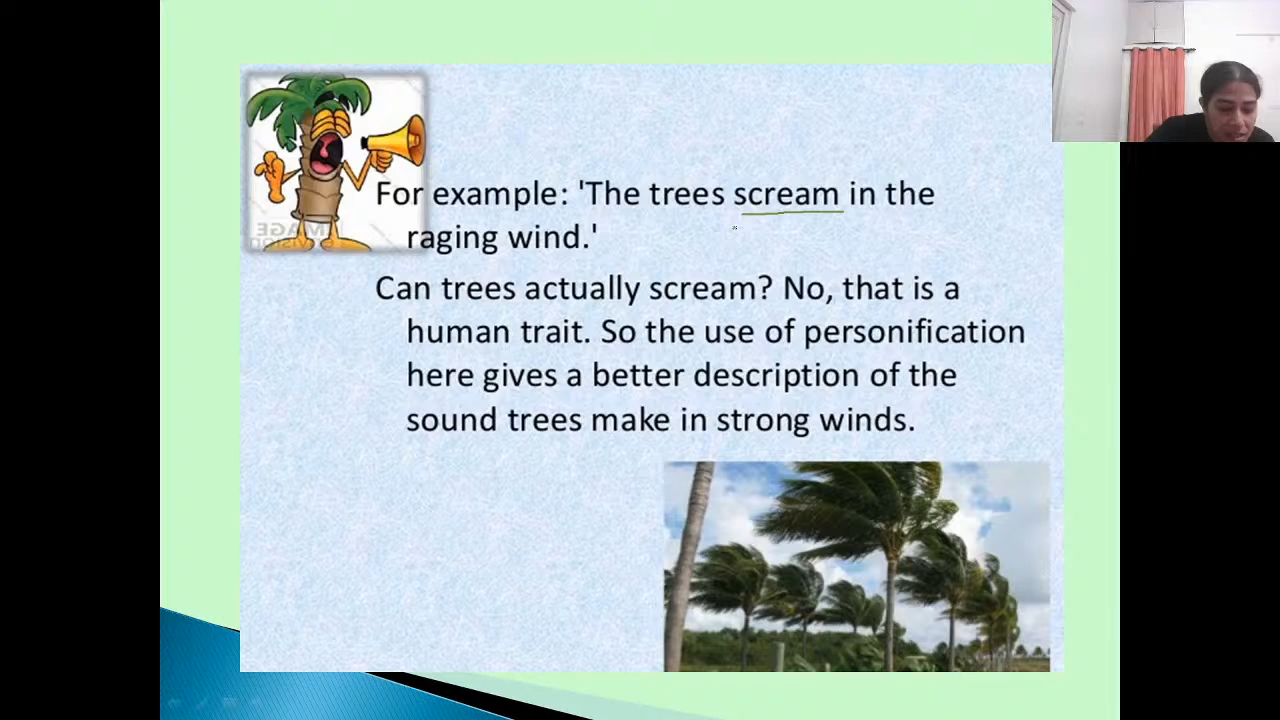 For example: 'The trees scream in the
raging wind.'
Can trees actually scream? No, that is a
human trait. So the use of personification
here gives a better description of the
sound trees make in strong winds.